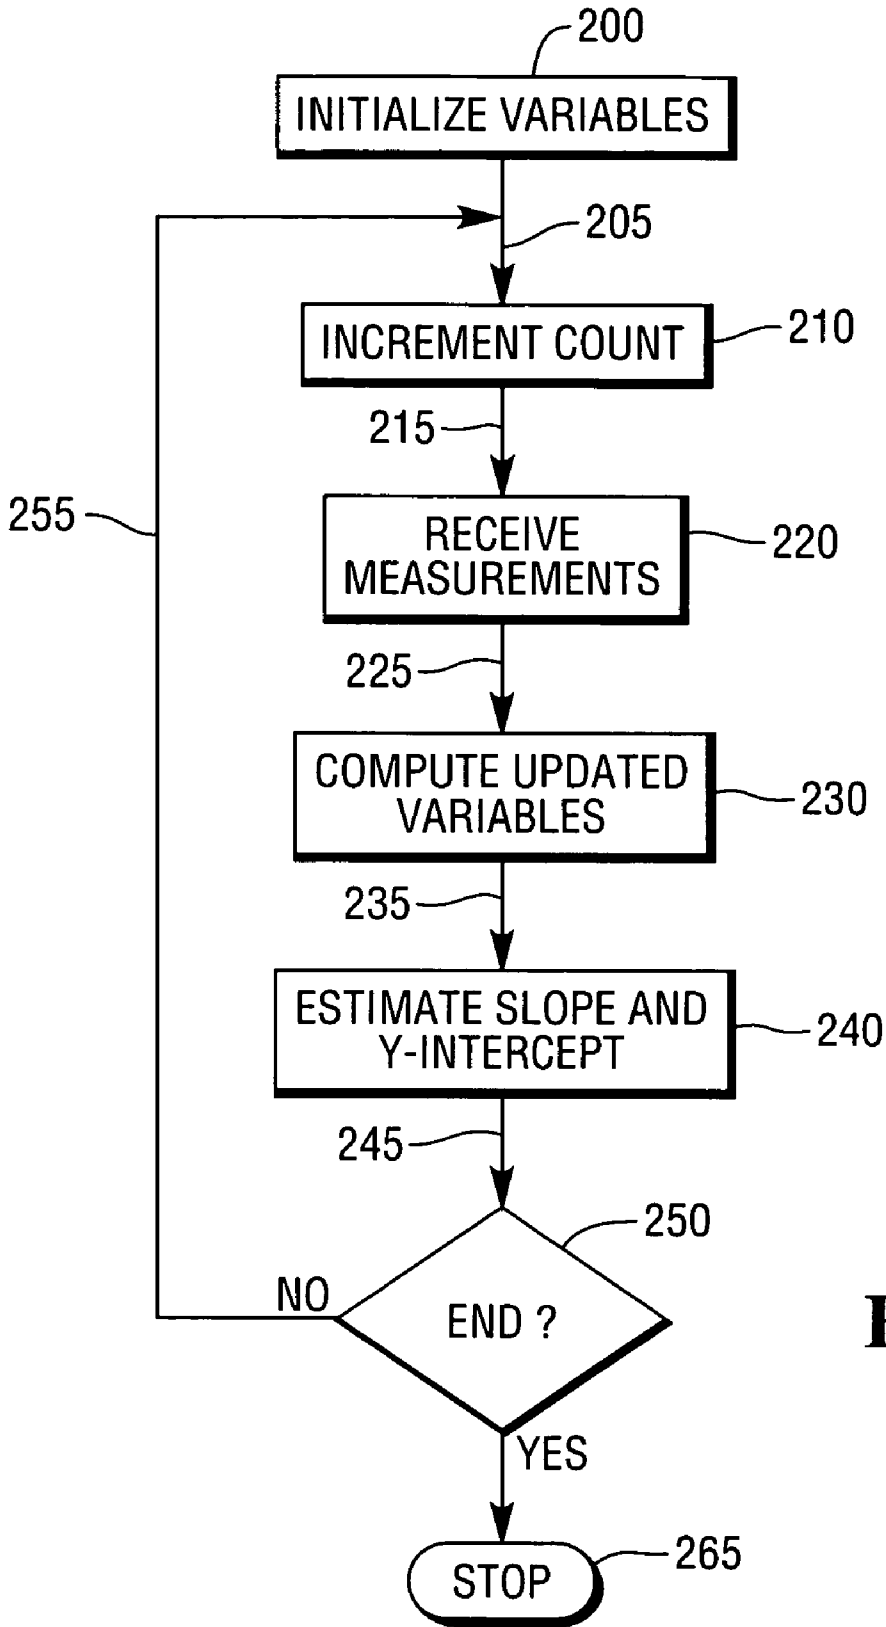 200
INITIALIZE VARIABLES
205
INCREMENT COUNT
210
215
255
RECEIVE
MEASUREMENTS
220
225
COMPUTE UPDATED
VARIABLES
230
235
ESTIMATE SLOPE AND
Y-INTERCEPT
240
245
250
NO
END ?
YES
STOP
265